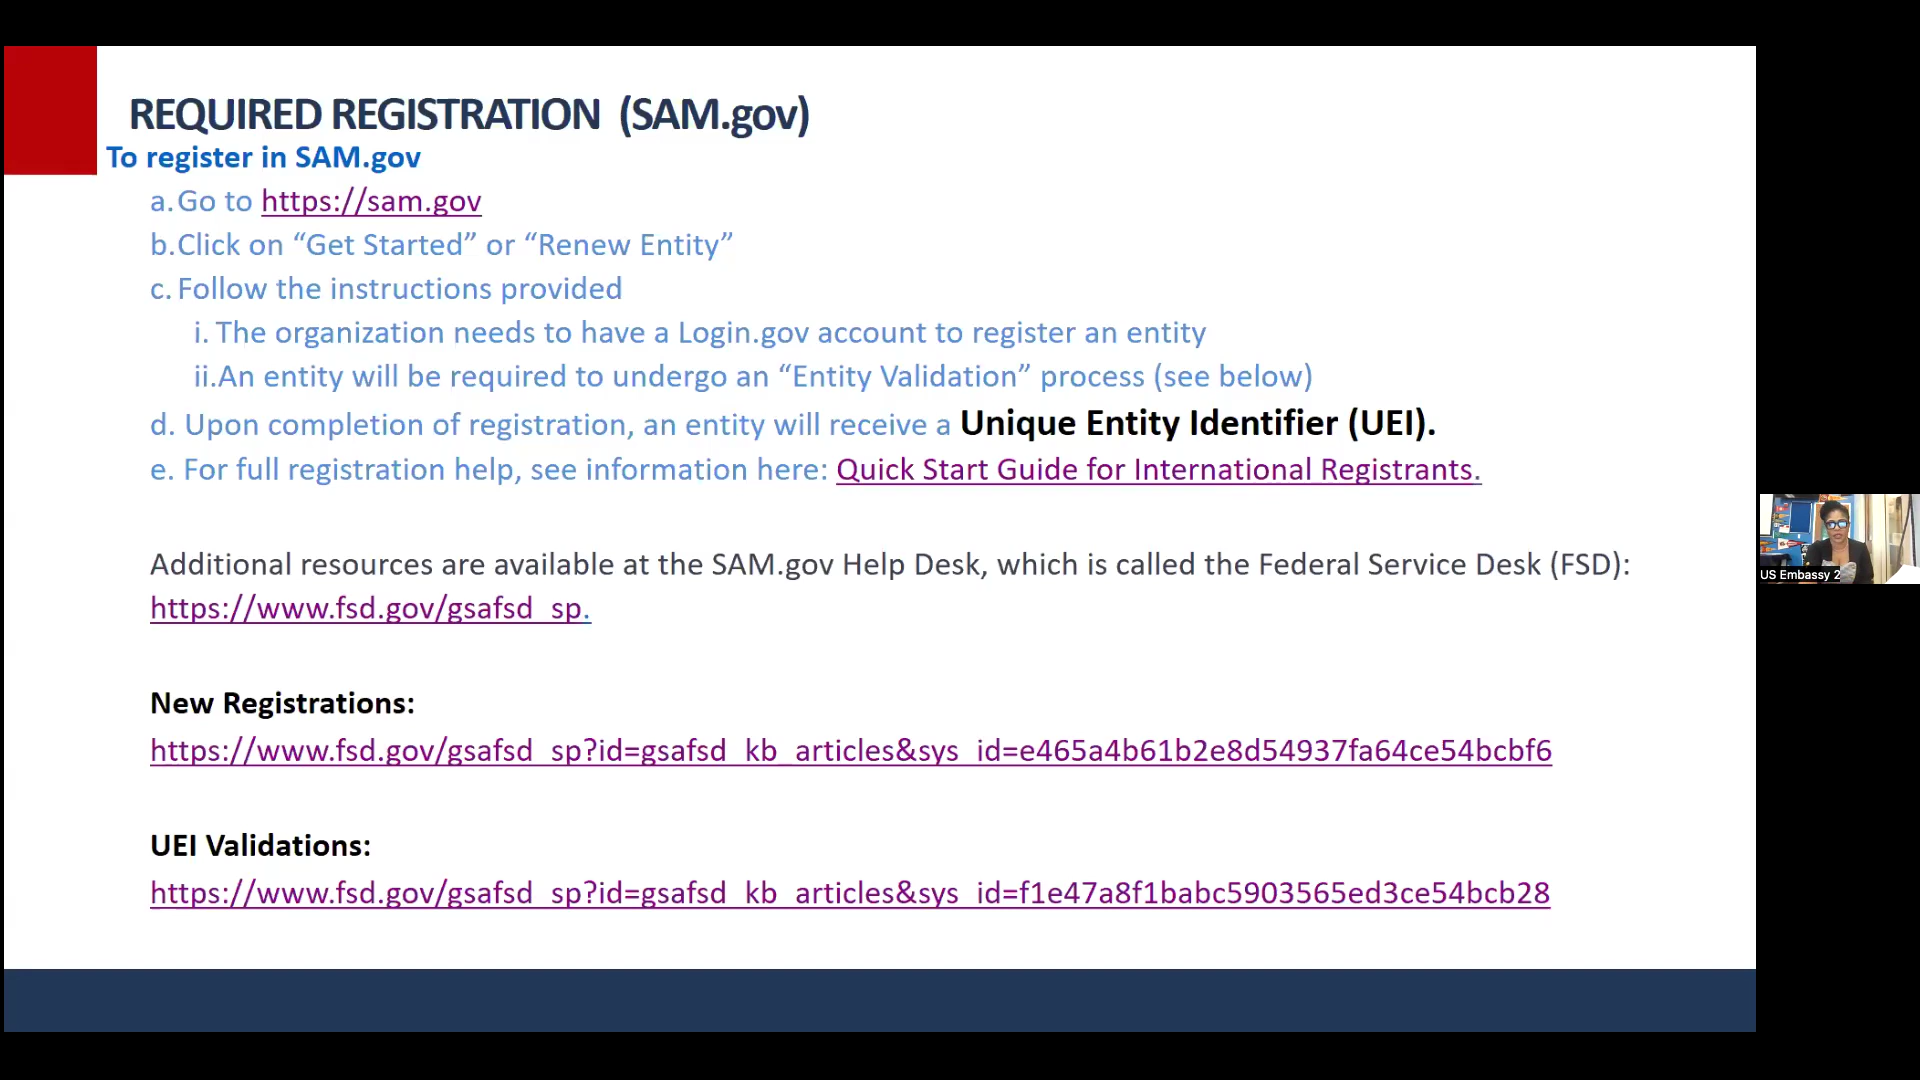 REQUIRED REGISTRATION (SAM.gov)
To register in SAM.gov
a. Go to https://sam.gov
b. Click on “Get Started” or “Renew Entity”
c. Follow the instructions provided
i. The organization needs to have a Login.gov account to register an entity
ii. An entity will be required to undergo an “Entity Validation” process (see below)
d. Upon completion of registration, an entity will receive a Unique Entity Identifier (UEI).
e. For full registration help, see information here: Quick Start Guide for International Registrants.
Additional resources are available at the SAM.gov Help Desk, which is called the Federal Service Desk (FSD):
https://www.fsd.gov/gsafsd_sp.
New Registrations:
https://www.fsd.gov/gsafsd_sp?id=gsafsd_kb_articles&sys_id=e465a4b61b2e8d54937fa64ce54bcbf6
UEI Validations:
https://www.fsd.gov/gsafsd_sp?id=gsafsd_kb_articles&sys_id=f1e47a8f1babc5903565ed3ce54bcb28
US Embassy 2